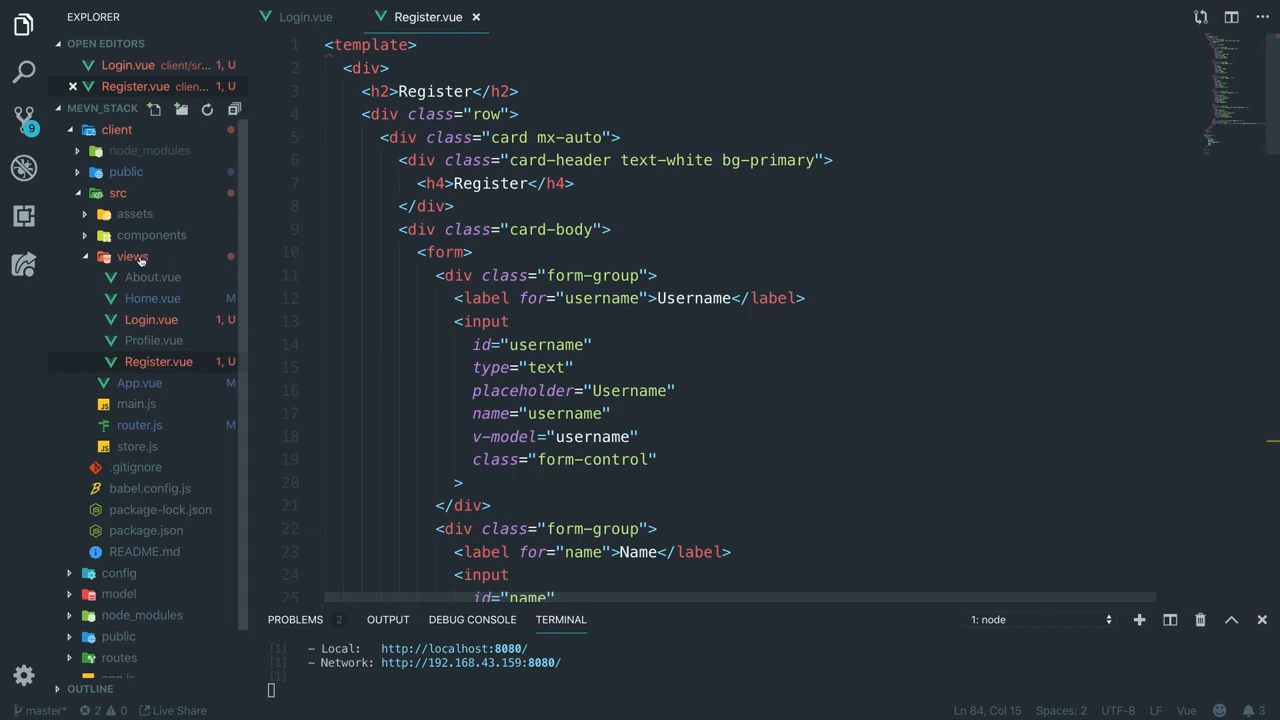 EXPLORER
OPEN EDITORS
Login.vue client/sr... 1, U
Register.vue clien... 1, U
MEVN_STACK
client
node_modules
public
src
assets
components
views
About.vue
Home.vue M
Login.vue 1, U
Profile.vue
Register.vue 1, U
App.vue M
main.js
router.js M
store.js
.gitignore
babel.config.js
package-lock.json
package.json
README.md
config
model
node_modules
public
routes
app.js
OUTLINE
9
Login.vue
Register.vue
1 <template>
2 <div>
3 <h2>Register</h2>
4 <div class="row">
5 <div class="card mx-auto">
6 <div class="card-header text-white bg-primary">
7 <h4>Register</h4>
8 </div>
9 <div class="card-body">
10 <form>
11 <div class="form-group">
12 <label for="username">Username</label>
13 <input
14 id="username"
15 type="text"
16 placeholder="Username"
17 name="username"
18 v-model="username"
19 class="form-control"
20 >
21 </div>
22 <div class="form-group">
23 <label for="name">Name</label>
24 <input
25 id="name"
PROBLEMS 2 OUTPUT DEBUG CONSOLE TERMINAL 1: node
[1] - Local: http://localhost:8080/
[1] - Network: http://192.168.43.159:8080/
[1]
master* 2 0 Live Share Ln 84, Col 15 Spaces: 2 UTF-8 LF Vue 3